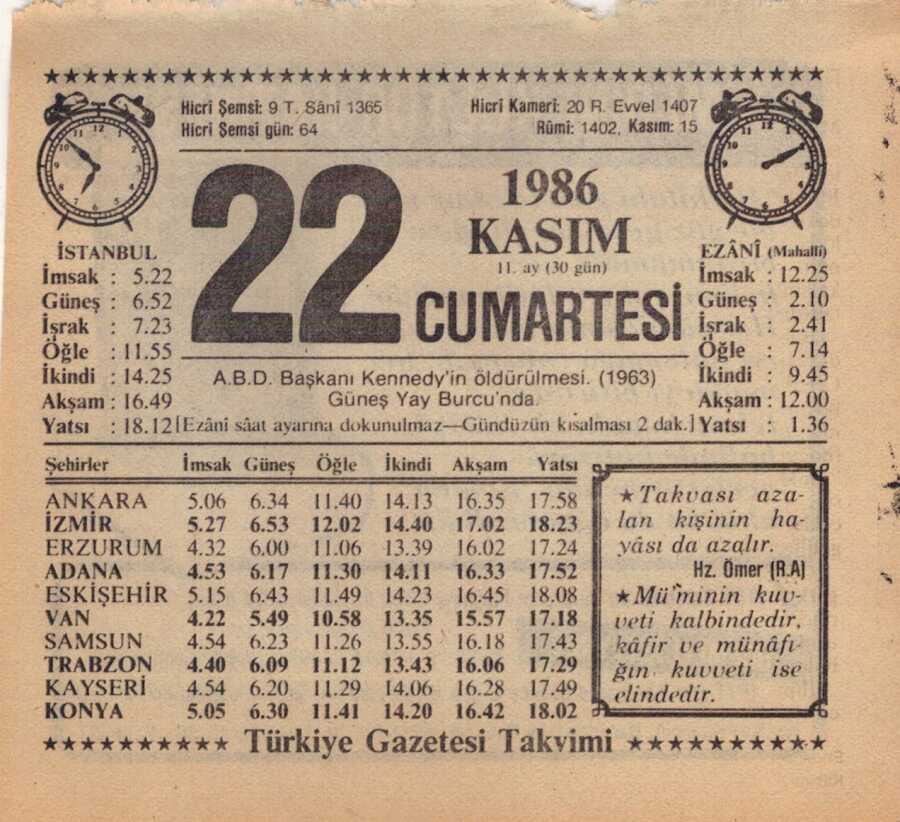 Hicrî Şemsî: 9 T. Sânî 1365
Hicrî Şemsî gün: 64
Hicrî Kamerî: 20 R. Evvel 1407
Rûmî: 1402, Kasım: 15
22
1986
KASIM
11. ay (30 gün)
CUMARTESİ
İSTANBUL
İmsak : 5.22
Güneş : 6.52
İşrak : 7.23
Öğle : 11.55
İkindi : 14.25
Akşam : 16.49
Yatsı : 18.12
EZÂNÎ (Mahallî)
İmsak : 12.25
Güneş : 2.10
İşrak : 2.41
Öğle : 7.14
İkindi : 9.45
Akşam : 12.00
Yatsı : 1.36
A.B.D. Başkanı Kennedy'in öldürülmesi. (1963)
Güneş Yay Burcu'nda.
[Ezânî sâat ayarına dokunulmaz—Gündüzün kısalması 2 dak.]
Şehirler İmsak Güneş Öğle İkindi Akşam Yatsı
ANKARA 5.06 6.34 11.40 14.13 16.35 17.58
İZMİR 5.27 6.53 12.02 14.40 17.02 18.23
ERZURUM 4.32 6.00 11.06 13.39 16.02 17.24
ADANA 4.53 6.17 11.30 14.11 16.33 17.52
ESKİŞEHİR 5.15 6.43 11.49 14.23 16.45 18.08
VAN 4.22 5.49 10.58 13.35 15.57 17.18
SAMSUN 4.54 6.23 11.26 13.55 16.18 17.43
TRABZON 4.40 6.09 11.12 13.43 16.06 17.29
KAYSERİ 4.54 6.20 11.29 14.06 16.28 17.49
KONYA 5.05 6.30 11.41 14.20 16.42 18.02
★Takvası aza-
lan kişinin ha-
yâsı da azalır.
Hz. Ömer (R.A)
★Mü'minin kuv-
veti kalbindedir,
kâfir ve münâfı-
ğın kuvveti ise
elindedir.
Türkiye Gazetesi Takvimi